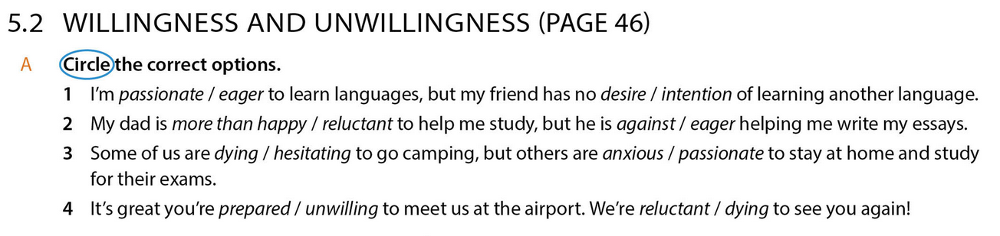 5.2 WILLINGNESS AND UNWILLINGNESS (PAGE 46)
A Circle the correct options.
1 I'm passionate / eager to learn languages, but my friend has no desire / intention of learning another language.
2 My dad is more than happy / reluctant to help me study, but he is against / eager helping me write my essays.
3 Some of us are dying / hesitating to go camping, but others are anxious / passionate to stay at home and study
for their exams.
4 It's great you're prepared / unwilling to meet us at the airport. We're reluctant / dying to see you again!